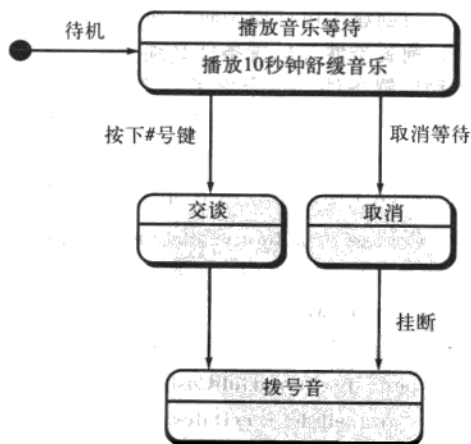 待机
播放音乐等待
播放10秒钟舒缓音乐
按下#号键
取消等待
交谈
取消
挂断
拨号音